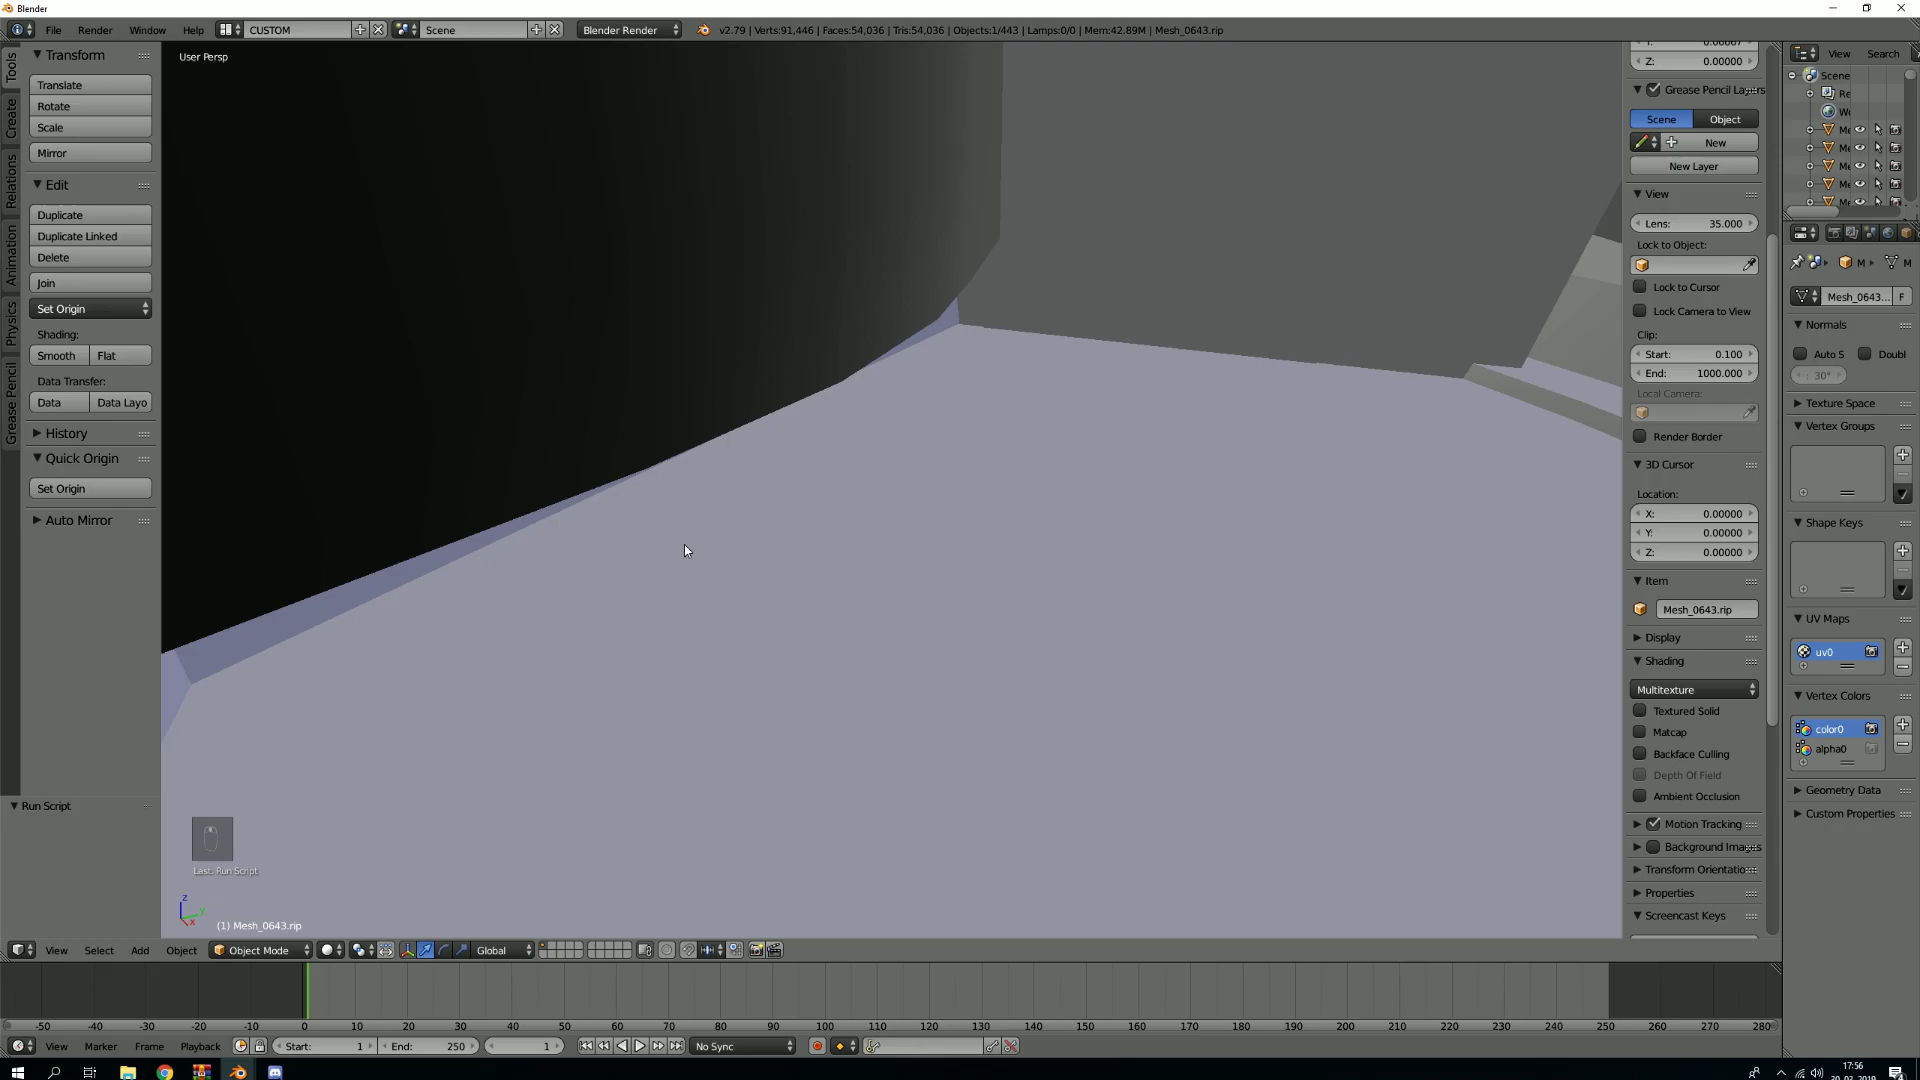 Blender
File Render Window Help CUSTOM Scene Blender Render v2.79 | Verts:91,446 | Faces:54,036 | Tris:54,036 | Objects:1/443 | Lamps:0/0 | Mem:42.89M | Mesh_0643.rip
Tools
Create
Relations
Animation
Physics
Grease Pencil
Transform
Translate
Rotate
Scale
Mirror
Edit
Duplicate
Duplicate Linked
Delete
Join
Set Origin
Shading:
Smooth Flat
Data Transfer:
Data Data Layo
History
Quick Origin
Set Origin
Auto Mirror
Run Script
User Persp
Last: Run Script
z
y
x
(1) Mesh_0643.rip
Z: 0.00000
Grease Pencil Layers
Scene Object
New
New Layer
View
Lens: 35.000
Lock to Object:
Lock to Cursor
Lock Camera to View
Clip:
Start: 0.100
End: 1000.000
Local Camera:
Render Border
3D Cursor
Location:
X: 0.00000
Y: 0.00000
Z: 0.00000
Item
Mesh_0643.rip
Display
Shading
Multitexture
Textured Solid
Matcap
Backface Culling
Depth Of Field
Ambient Occlusion
Motion Tracking
Background Images
Transform Orientatio
Properties
Screencast Keys
View Search
Scene
Re
Wo
Me
Me
Me
Me
Me
M M
Mesh_0643... F
Normals
Auto S Doubl
: 30°
Texture Space
Vertex Groups
Shape Keys
UV Maps
uv0
Vertex Colors
color0
alpha0
Geometry Data
Custom Properties
View Select Add Object Object Mode Global
-50 -40 -30 -20 -10 0 10 20 30 40 50 60 70 80 90 100 110 120 130 140 150 160 170 180 190 200 210 220 230 240 250 260 270 280
View Marker Frame Playback Start: 1 End: 250 1 No Sync
17:56